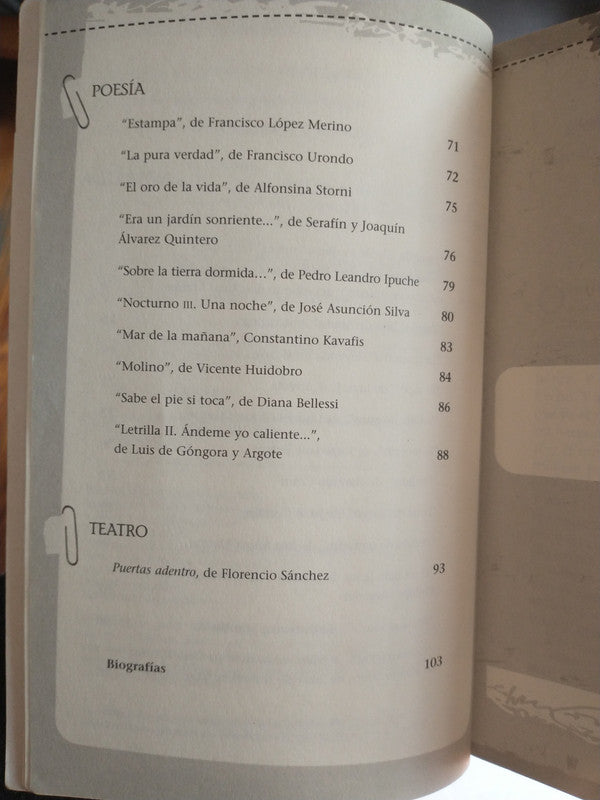 POESÍA
“Estampa”, de Francisco López Merino 71
“La pura verdad”, de Francisco Urondo 72
“El oro de la vida”, de Alfonsina Storni 75
“Era un jardín sonriente...”, de Serafín y Joaquín
Álvarez Quintero 76
“Sobre la tierra dormida...”, de Pedro Leandro Ipuche 79
“Nocturno III. Una noche”, de José Asunción Silva 80
“Mar de la mañana”, Constantino Kavafis 83
“Molino”, de Vicente Huidobro 84
“Sabe el pie si toca”, de Diana Bellessi 86
“Letrilla II. Ándeme yo caliente...”,
de Luis de Góngora y Argote 88
TEATRO
Puertas adentro, de Florencio Sánchez 93
Biografías 103